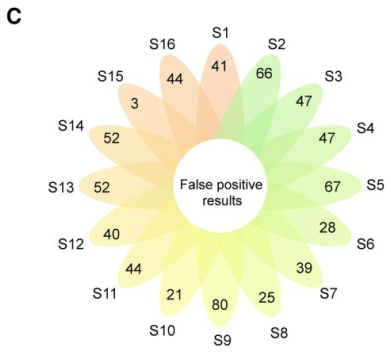 C
S1
S2
S3
S4
S5
S6
S7
S8
S9
S10
S11
S12
S13
S14
S15
S16
41
66
47
47
67
28
39
25
80
21
44
40
52
52
3
44
False positive
results